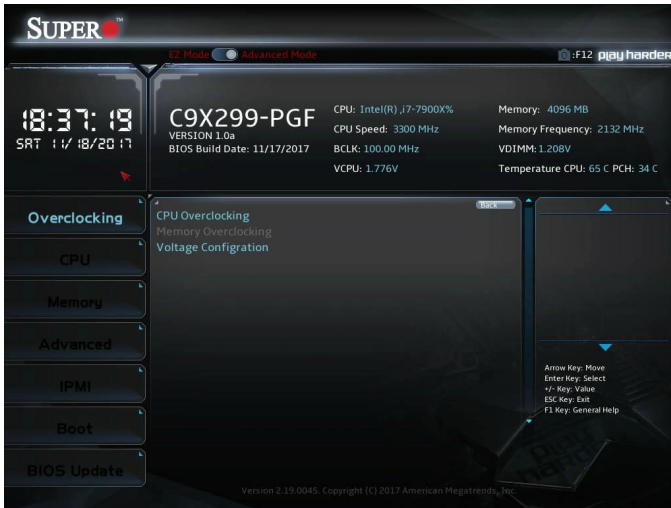 SUPER
TM
EZ Mode Advanced Mode
:F12 play harder
18:37:19
SAT 11/18/2017
C9X299-PGF
VERSION 1.0a
BIOS Build Date: 11/17/2017
CPU: Intel(R) ,i7-7900X%
CPU Speed: 3300 MHz
BCLK: 100.00 MHz
VCPU: 1.776V
Memory: 4096 MB
Memory Frequency: 2132 MHz
VDIMM: 1.208V
Temperature CPU: 65 C PCH: 34 C
Overclocking
CPU
Memory
Advanced
IPMI
Boot
BIOS Update
Back
CPU Overclocking
Memory Overclocking
Voltage Configration
Arrow Key: Move
Enter Key: Select
+/- Key: Value
ESC Key: Exit
F1 Key: General Help
play
harder
Version 2.19.0045. Copyright (C) 2017 American Megatrends, Inc.